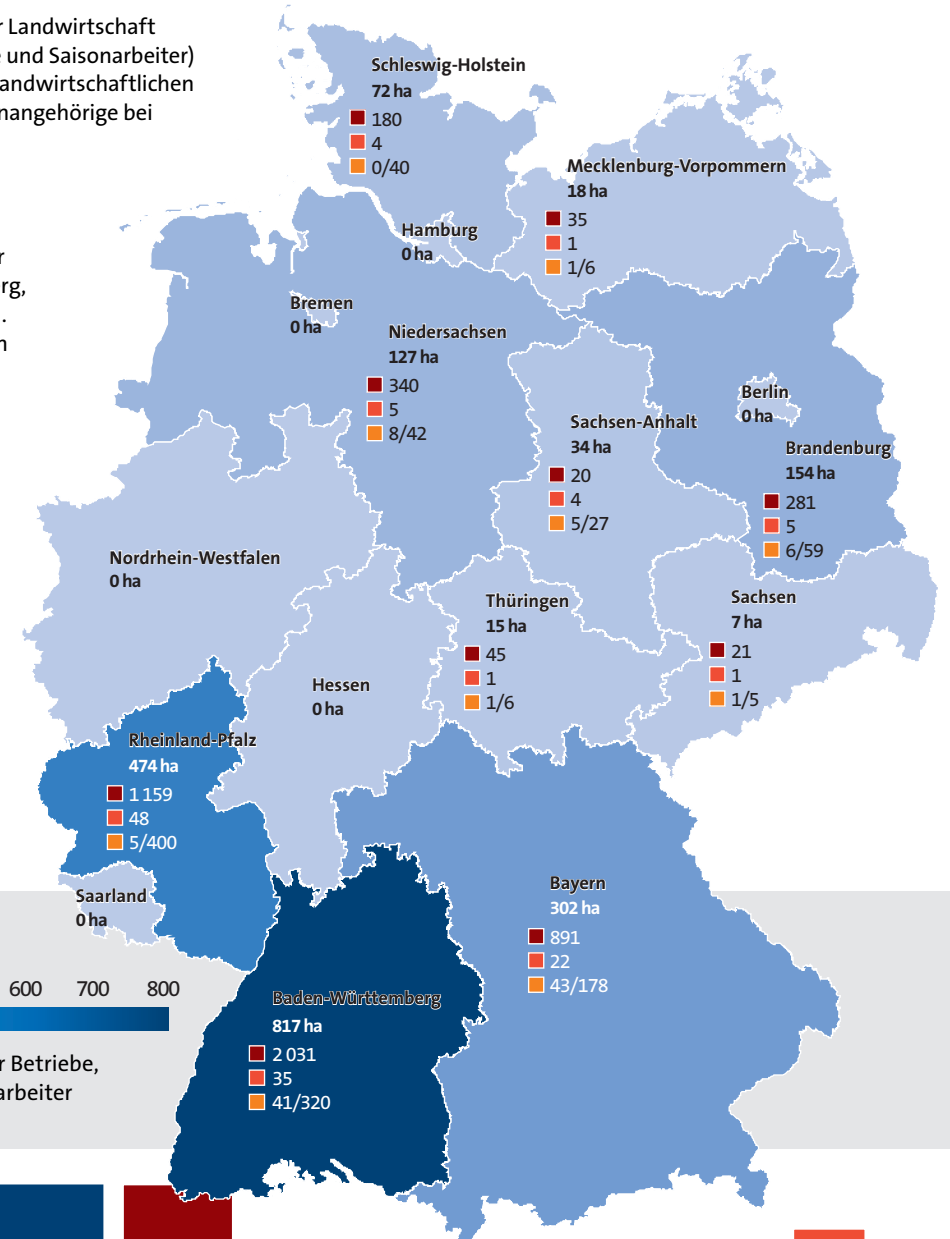 r Landwirtschaft
e und Saisonarbeiter)
andwirtschaftlichen
nangehörige bei
r
rg,
.
n
Schleswig-Holstein
72 ha
180
4
0/40
Mecklenburg-Vorpommern
18 ha
35
1
1/6
Hamburg
0 ha
Bremen
0 ha
Niedersachsen
127 ha
340
5
8/42
Berlin
0 ha
Sachsen-Anhalt
34 ha
20
4
5/27
Brandenburg
154 ha
281
5
6/59
Nordrhein-Westfalen
0 ha
Thüringen
15 ha
45
1
1/6
Sachsen
7 ha
21
1
1/5
Hessen
0 ha
Rheinland-Pfalz
474 ha
1 159
48
5/400
Saarland
0 ha
Bayern
302 ha
891
22
43/178
600 700 800
Baden-Württemberg
817 ha
2 031
35
41/320
r Betriebe,
arbeiter